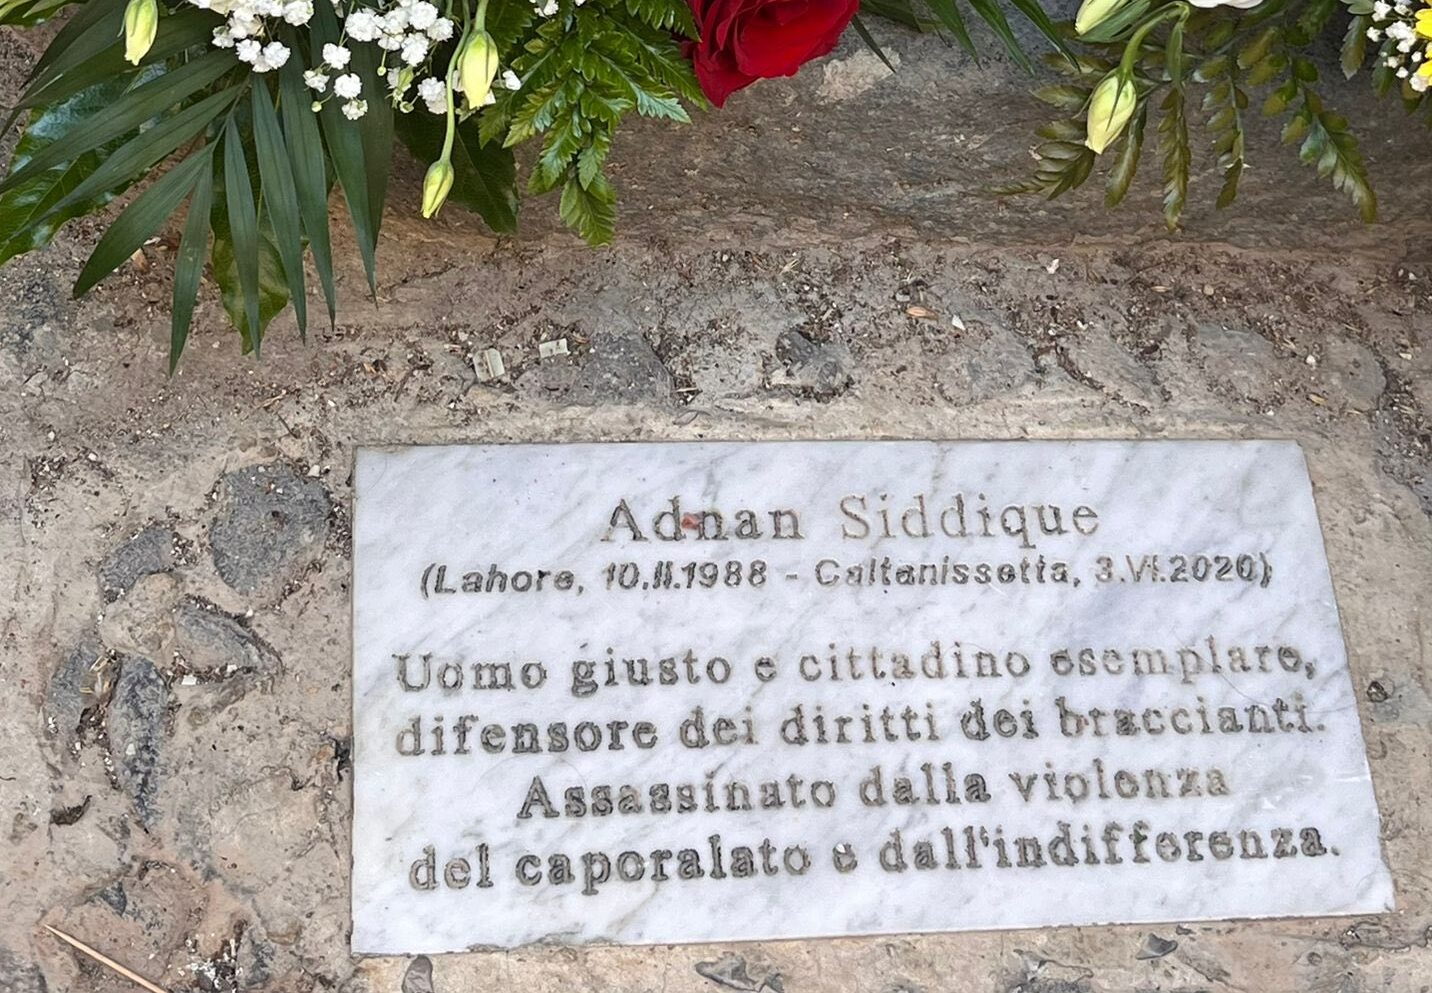 Adnan Siddique
(Lahore, 10.II.1988 - Caltanissetta, 3.VI.2020)
Uomo giusto e cittadino esemplare,
difensore dei diritti dei braccianti.
Assassinato dalla violenza
del caporalato e dall'indifferenza.